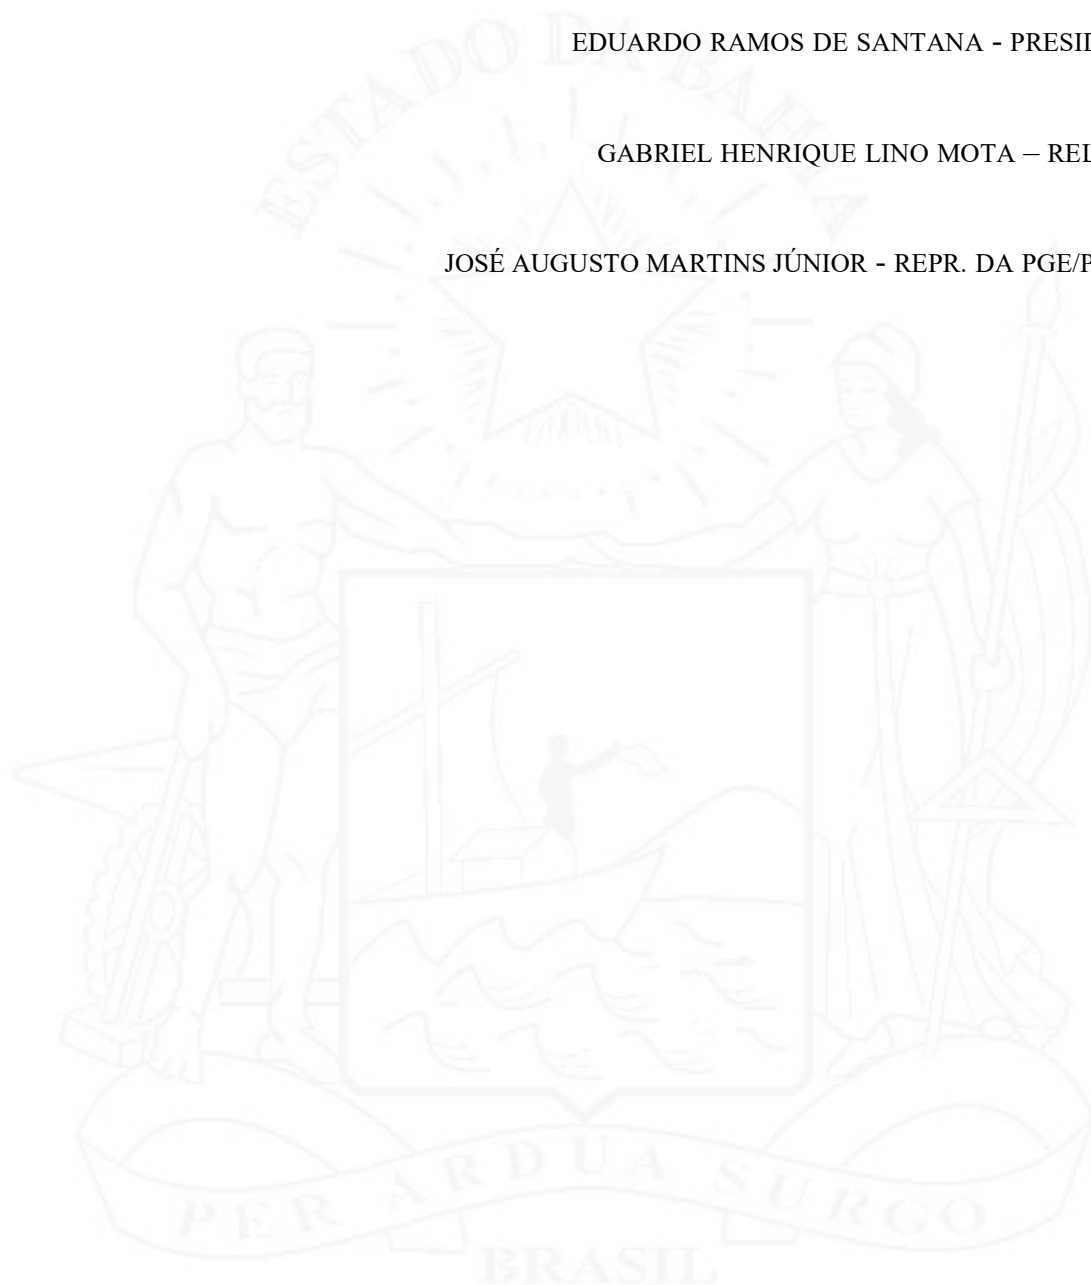 ESTADO DA BAHIA
EDUARDO RAMOS DE SANTANA - PRESI
GABRIEL HENRIQUE LINO MOTA – REL
JOSÉ AUGUSTO MARTINS JÚNIOR - REPR. DA PGE/P
PER ARDUA SURGO
BRASIL